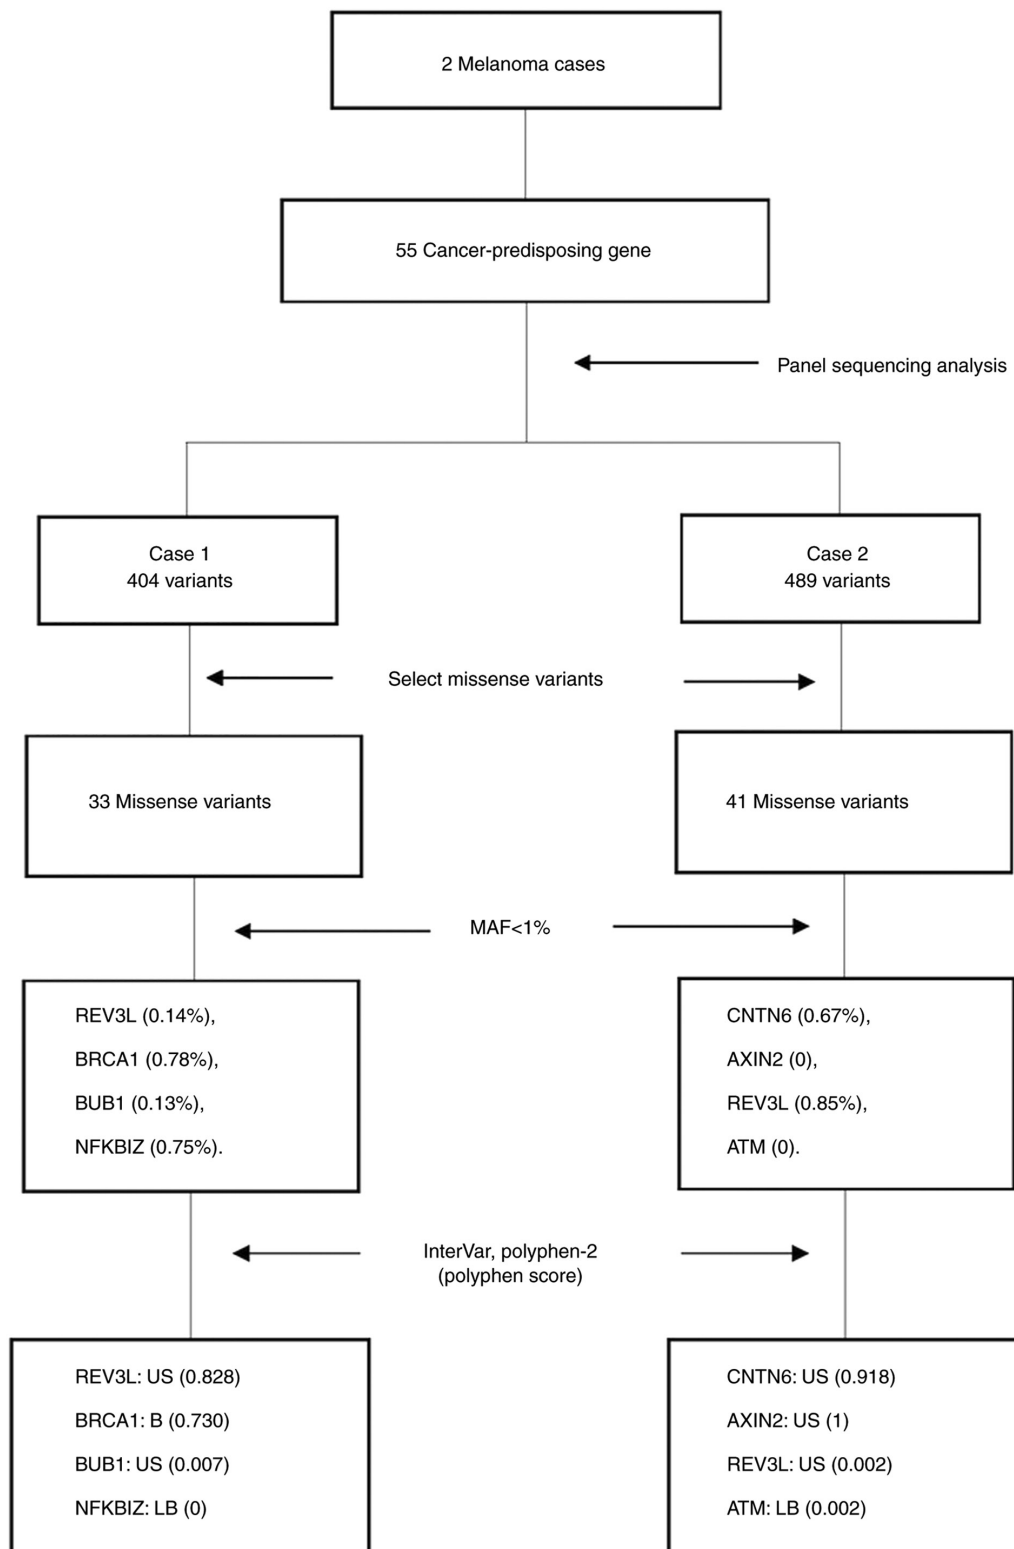 2 Melanoma cases
55 Cancer-predisposing gene
Panel sequencing analysis
Case 1
404 variants
Case 2
489 variants
Select missense variants
33 Missense variants
41 Missense variants
MAF<1%
REV3L (0.14%),
BRCA1 (0.78%),
BUB1 (0.13%),
NFKBIZ (0.75%).
CNTN6 (0.67%),
AXIN2 (0),
REV3L (0.85%),
ATM (0).
InterVar, polyphen-2
(polyphen score)
REV3L: US (0.828)
BRCA1: B (0.730)
BUB1: US (0.007)
NFKBIZ: LB (0)
CNTN6: US (0.918)
AXIN2: US (1)
REV3L: US (0.002)
ATM: LB (0.002)